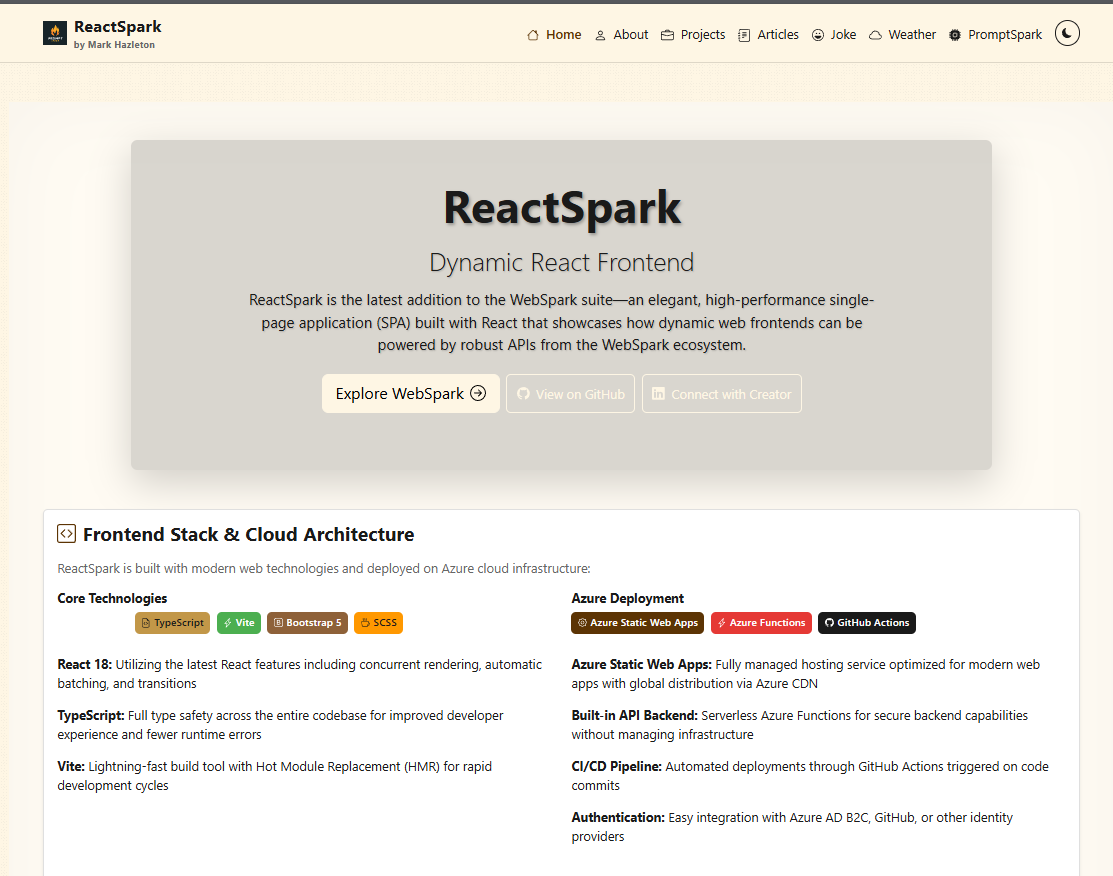 ReactSpark
by Mark Hazleton
Home About Projects Articles Joke Weather PromptSpark
ReactSpark
Dynamic React Frontend
ReactSpark is the latest addition to the WebSpark suite—an elegant, high-performance single-
page application (SPA) built with React that showcases how dynamic web frontends can be
powered by robust APIs from the WebSpark ecosystem.
Explore WebSpark View on GitHub Connect with Creator
Frontend Stack & Cloud Architecture
ReactSpark is built with modern web technologies and deployed on Azure cloud infrastructure:
Core Technologies
TypeScript Vite Bootstrap 5 SCSS
React 18: Utilizing the latest React features including concurrent rendering, automatic
batching, and transitions
TypeScript: Full type safety across the entire codebase for improved developer
experience and fewer runtime errors
Vite: Lightning-fast build tool with Hot Module Replacement (HMR) for rapid
development cycles
Azure Deployment
Azure Static Web Apps Azure Functions GitHub Actions
Azure Static Web Apps: Fully managed hosting service optimized for modern web
apps with global distribution via Azure CDN
Built-in API Backend: Serverless Azure Functions for secure backend capabilities
without managing infrastructure
CI/CD Pipeline: Automated deployments through GitHub Actions triggered on code
commits
Authentication: Easy integration with Azure AD B2C, GitHub, or other identity
providers